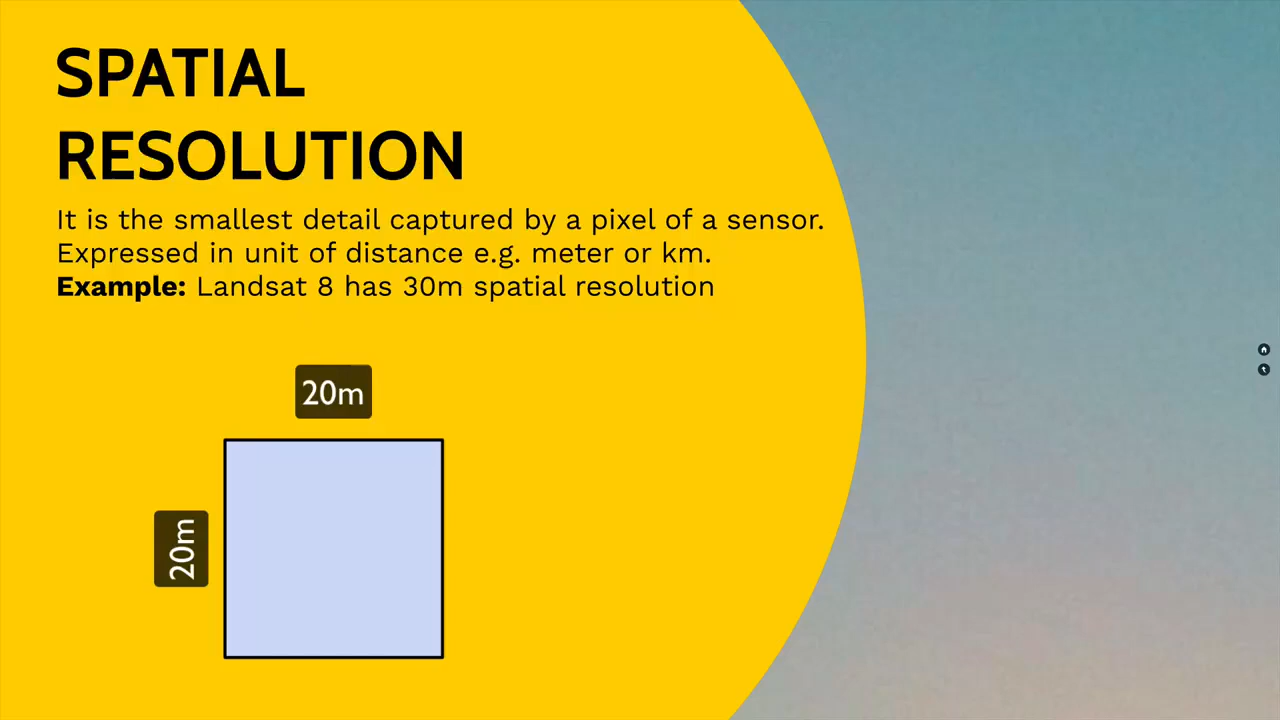 SPATIAL
RESOLUTION
It is the smallest detail captured by a pixel of a sensor.
Expressed in unit of distance e.g. meter or km.
Example: Landsat 8 has 30m spatial resolution
20m
20m